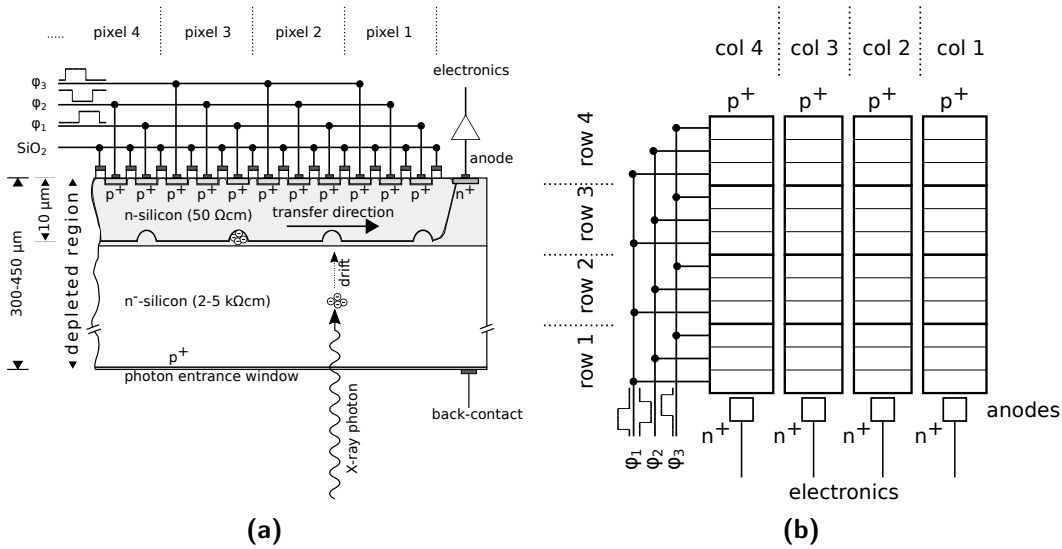 ..... pixel 4 pixel 3 pixel 2 pixel 1
electronics
φ3
φ2
φ1
SiO2
anode
p+ p+ p+ p+ p+ p+ p+ p+ p+ p+ p+ n+
10 μm
n-silicon (50 Ωcm) transfer direction
300-450 μm
depleted region
drift
n--silicon (2-5 kΩcm)
p+
photon entrance window
back-contact
X-ray photon
(a)
col 4 col 3 col 2 col 1
p+ p+ p+ p+
row 4
row 3
row 2
row 1
anodes
n+ n+ n+ n+
φ1 φ2 φ3
electronics
(b)